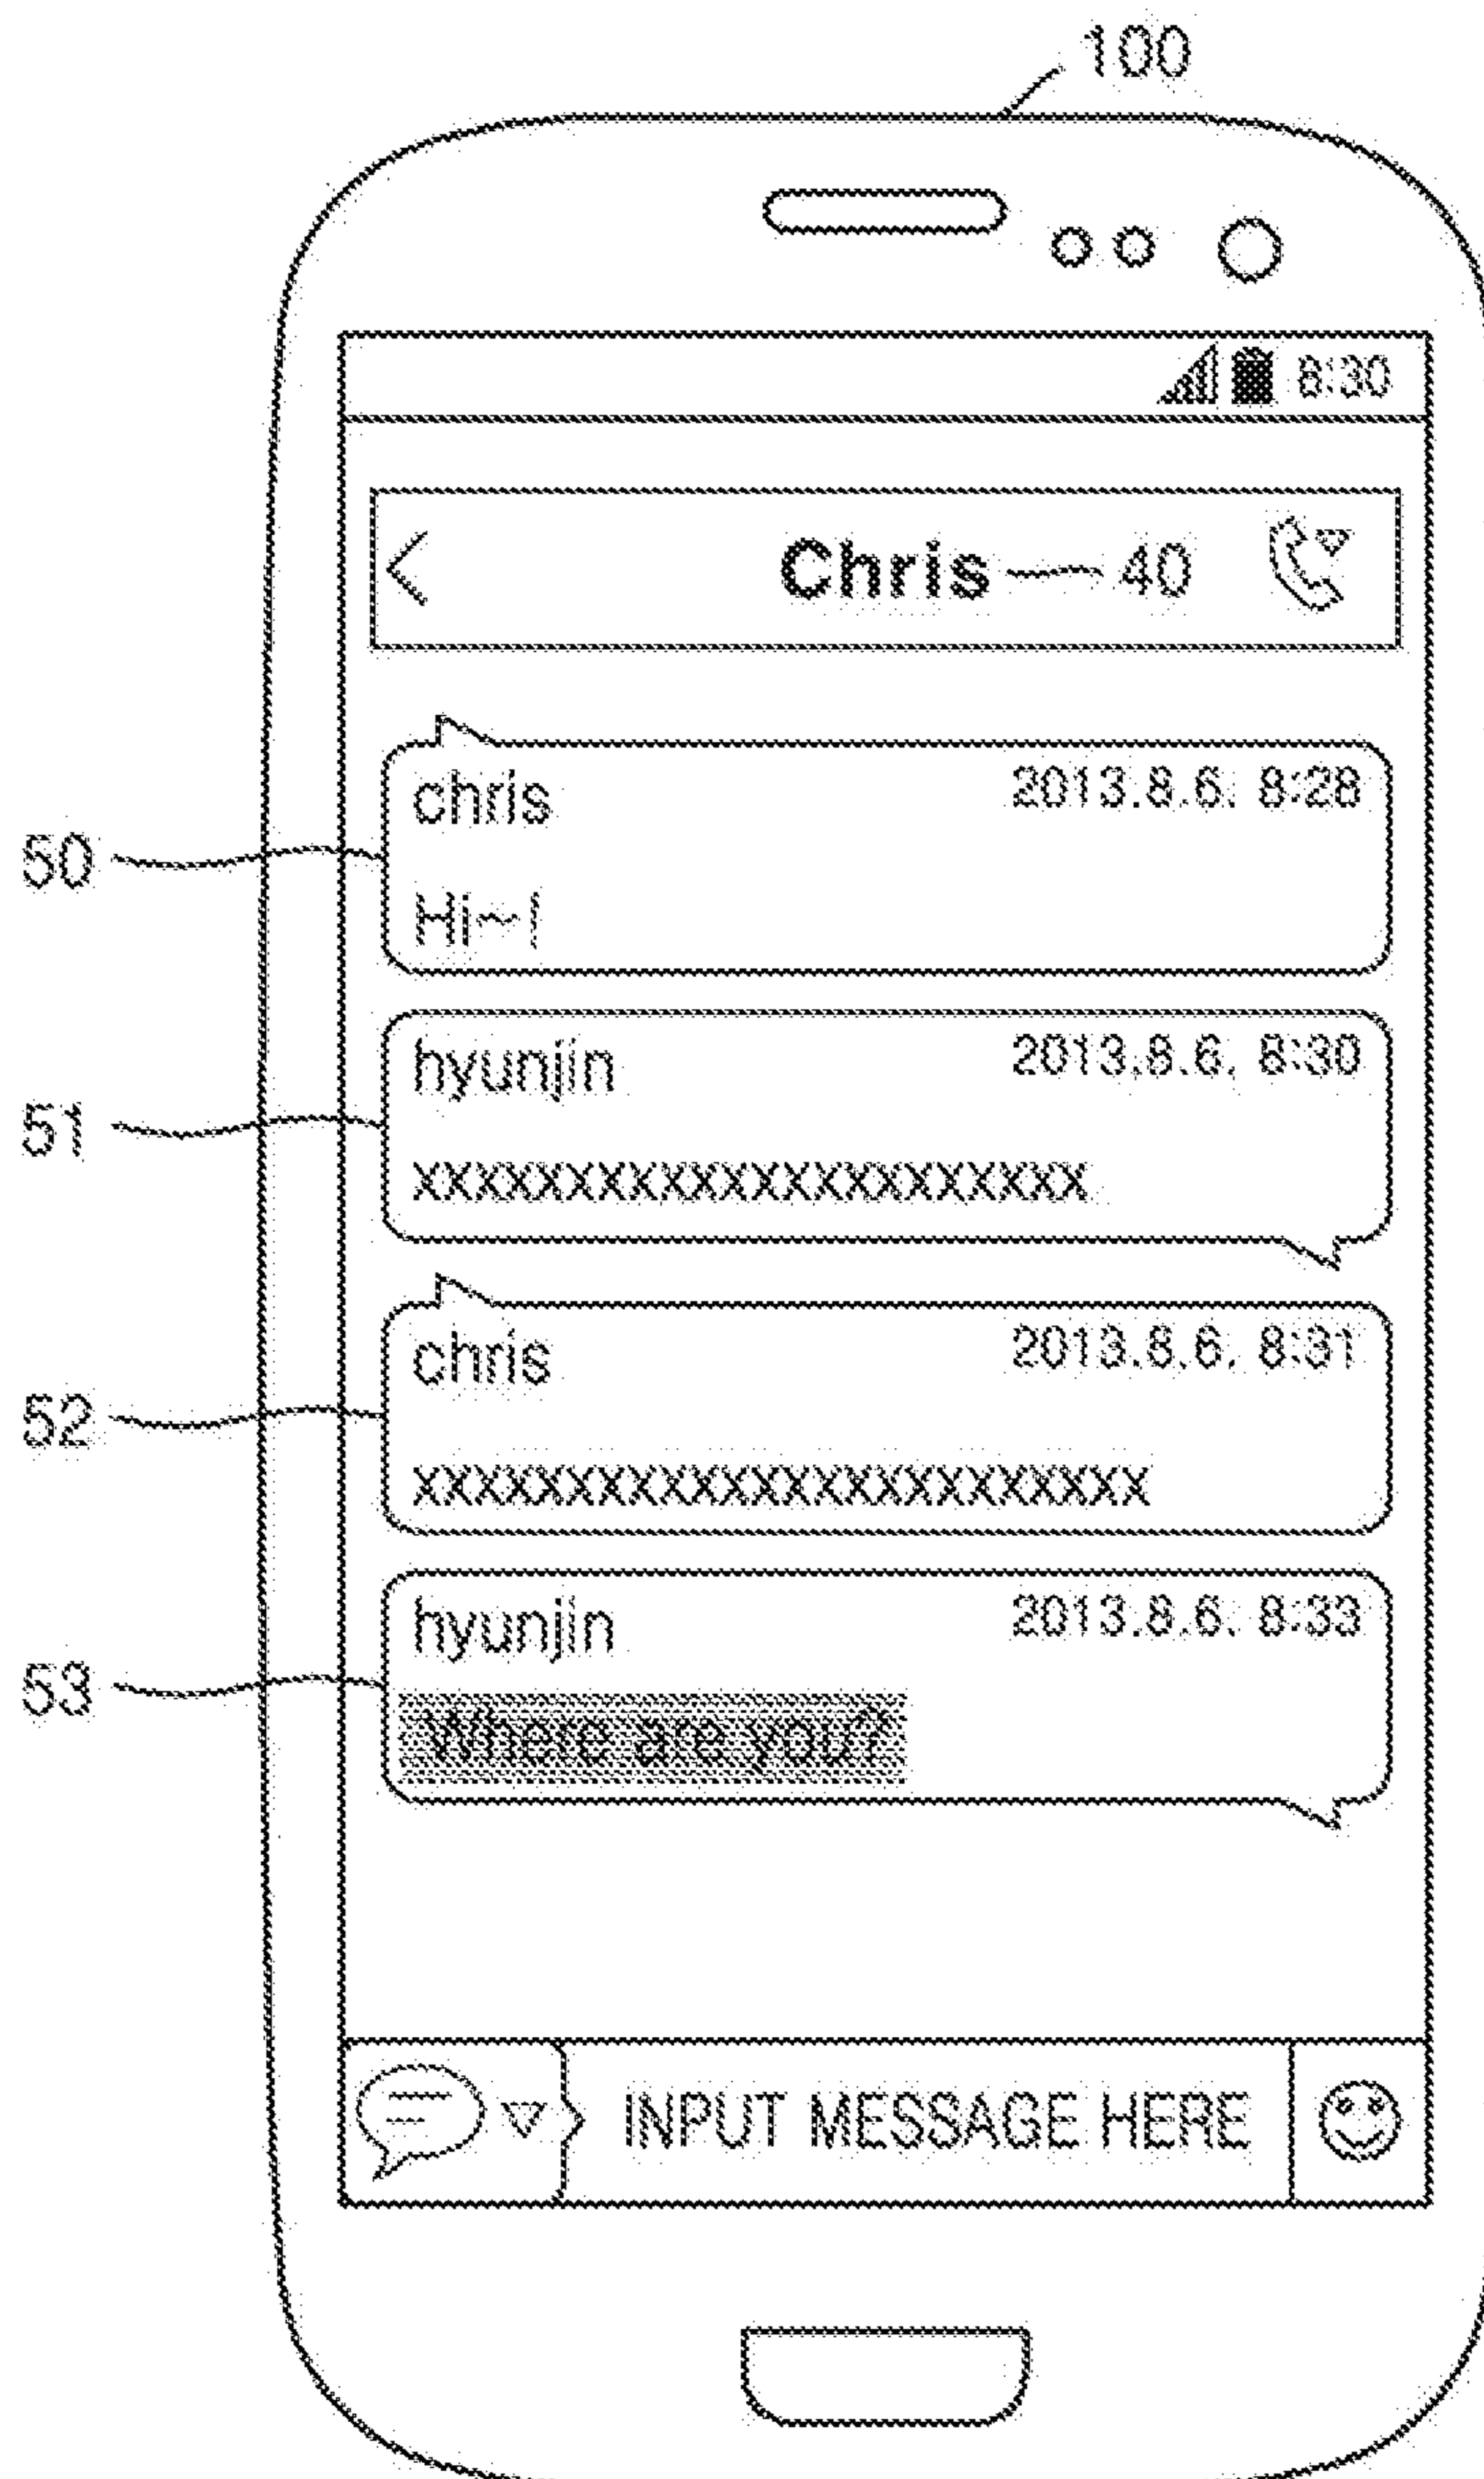 100
8:30
Chris 40
chris 2013.8.6. 8:28
50
Hi~!
hyunjin 2013.8.6. 8:30
51
xxxxxxxxxxxxxxxxxxxxxx
chris 2013.8.6. 8:31
52
xxxxxxxxxxxxxxxxxxxxxxxx
hyunjin 2013.8.6. 8:33
53
Where are you?
INPUT MESSAGE HERE